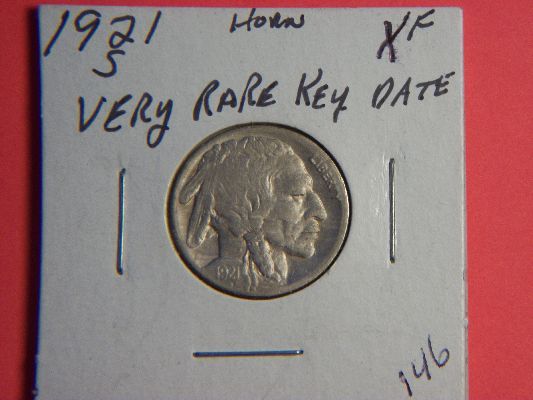 1921 HORN XF
S
VERY RARE KEY DATE
LIBERTY
1921
146